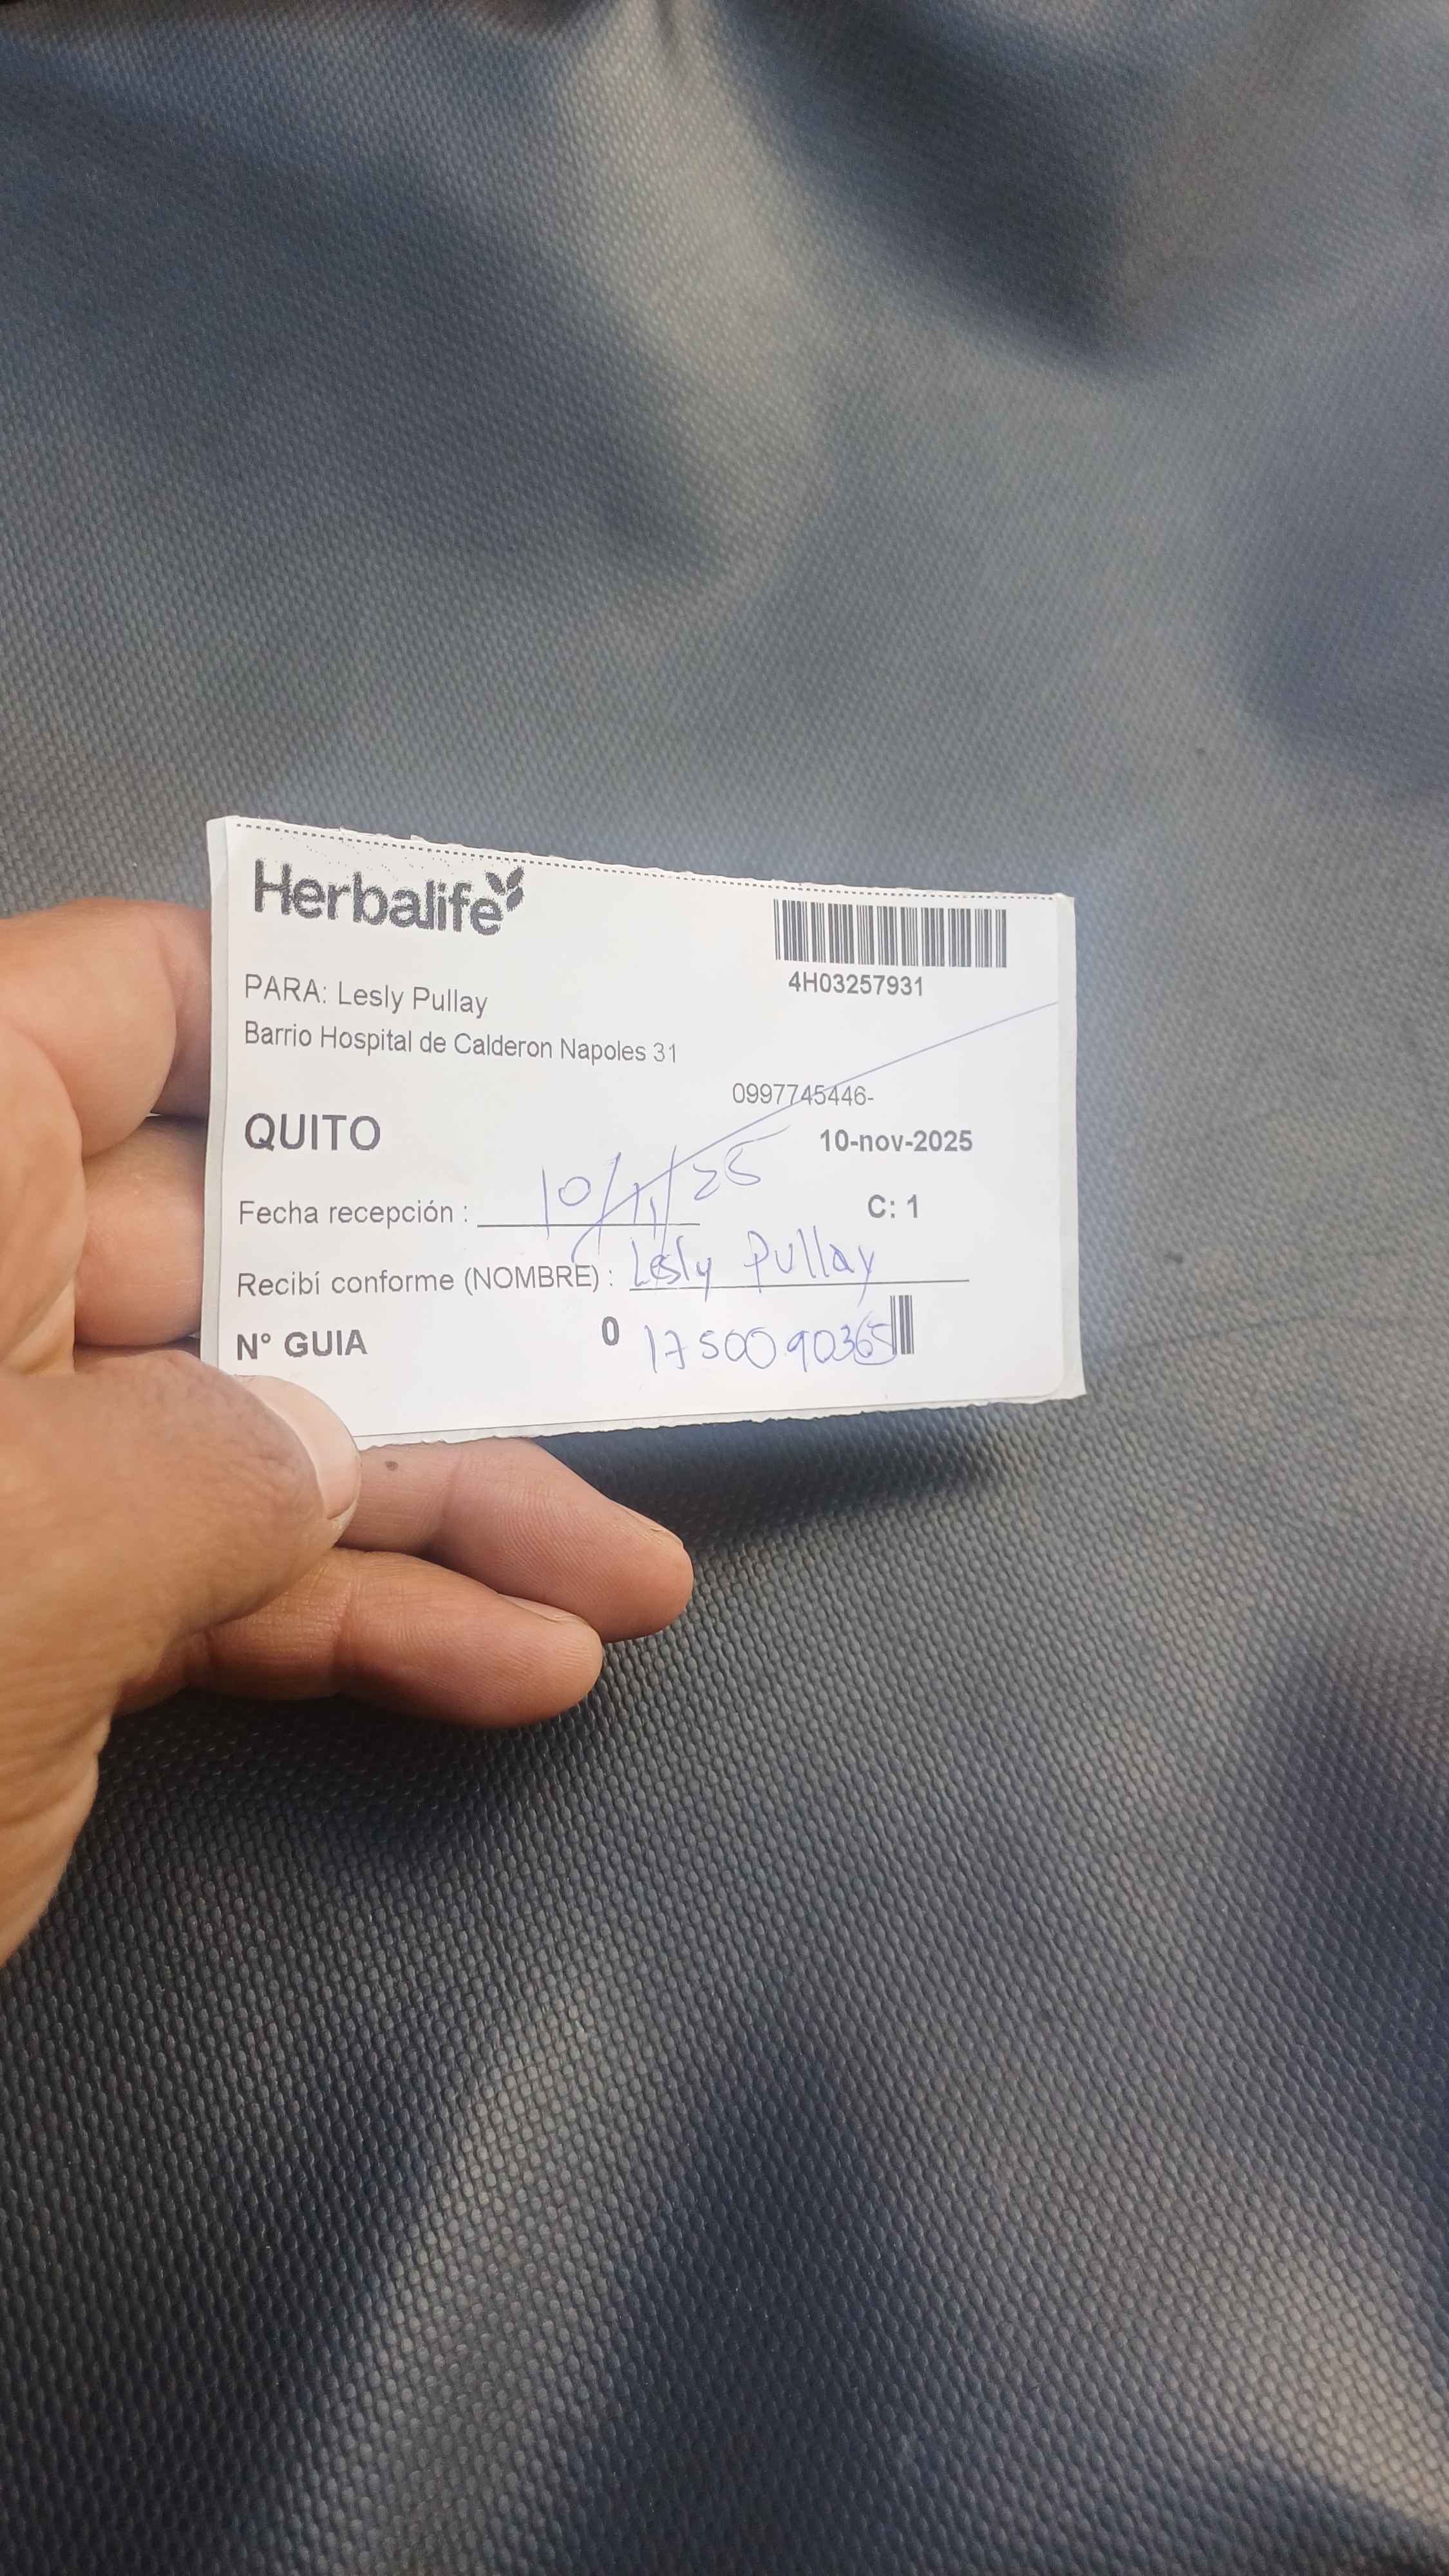 Herbalife
4H03257931
PARA: Lesly Pullay
Barrio Hospital de Calderon Napoles 31
0997745446-
QUITO
10-nov-2025
Fecha recepción : 10/11/25
C: 1
Recibí conforme (NOMBRE) : Lesly Pullay
N° GUIA 0 1750090365